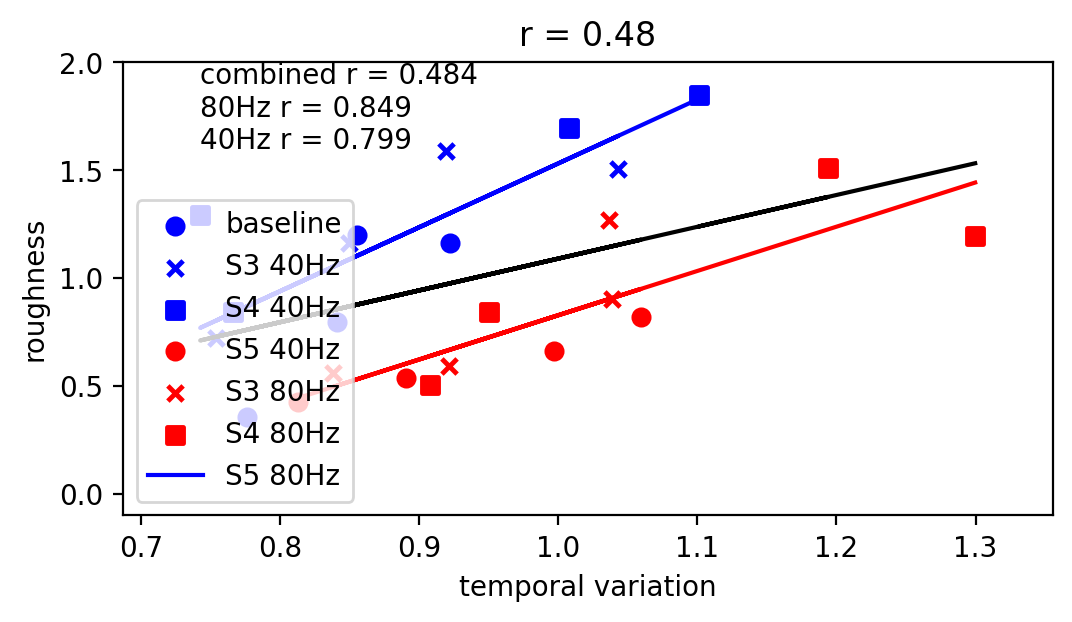 r = 0.48
combined r = 0.484
80Hz r = 0.849
40Hz r = 0.799
baseline
S3 40Hz
S4 40Hz
S5 40Hz
S3 80Hz
S4 80Hz
S5 80Hz
roughness
2.0
1.5
1.0
0.5
0.0
0.7 0.8 0.9 1.0 1.1 1.2 1.3
temporal variation